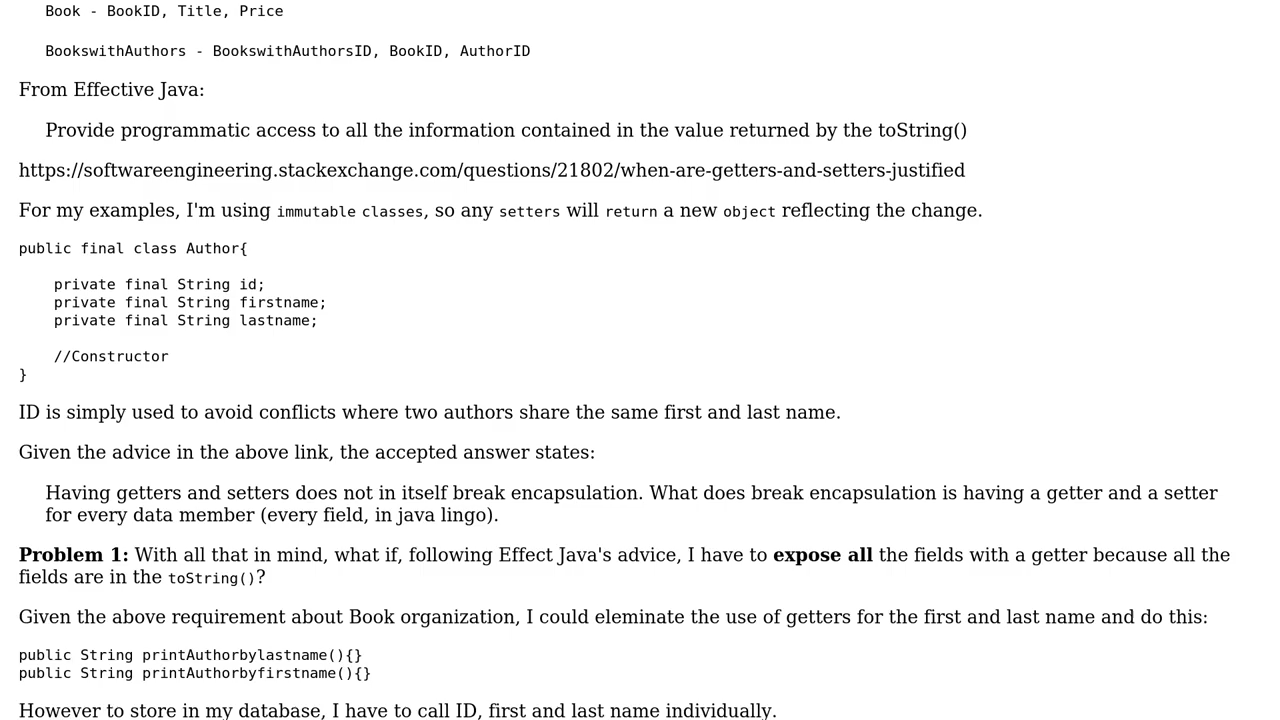 Book - BookID, Title, Price
BookswithAuthors - BookswithAuthorsID, BookID, AuthorID
From Effective Java:
Provide programmatic access to all the information contained in the value returned by the toString()
https://softwareengineering.stackexchange.com/questions/21802/when-are-getters-and-setters-justified
For my examples, I'm using immutable classes, so any setters will return a new object reflecting the change.
public final class Author{
    private final String id;
    private final String firstname;
    private final String lastname;
    //Constructor
}
ID is simply used to avoid conflicts where two authors share the same first and last name.
Given the advice in the above link, the accepted answer states:
Having getters and setters does not in itself break encapsulation. What does break encapsulation is having a getter and a setter
for every data member (every field, in java lingo).
Problem 1: With all that in mind, what if, following Effect Java's advice, I have to expose all the fields with a getter because all the
fields are in the toString()?
Given the above requirement about Book organization, I could eleminate the use of getters for the first and last name and do this:
public String printAuthorbylastname(){}
public String printAuthorbyfirstname(){}
However to store in my database, I have to call ID, first and last name individually.